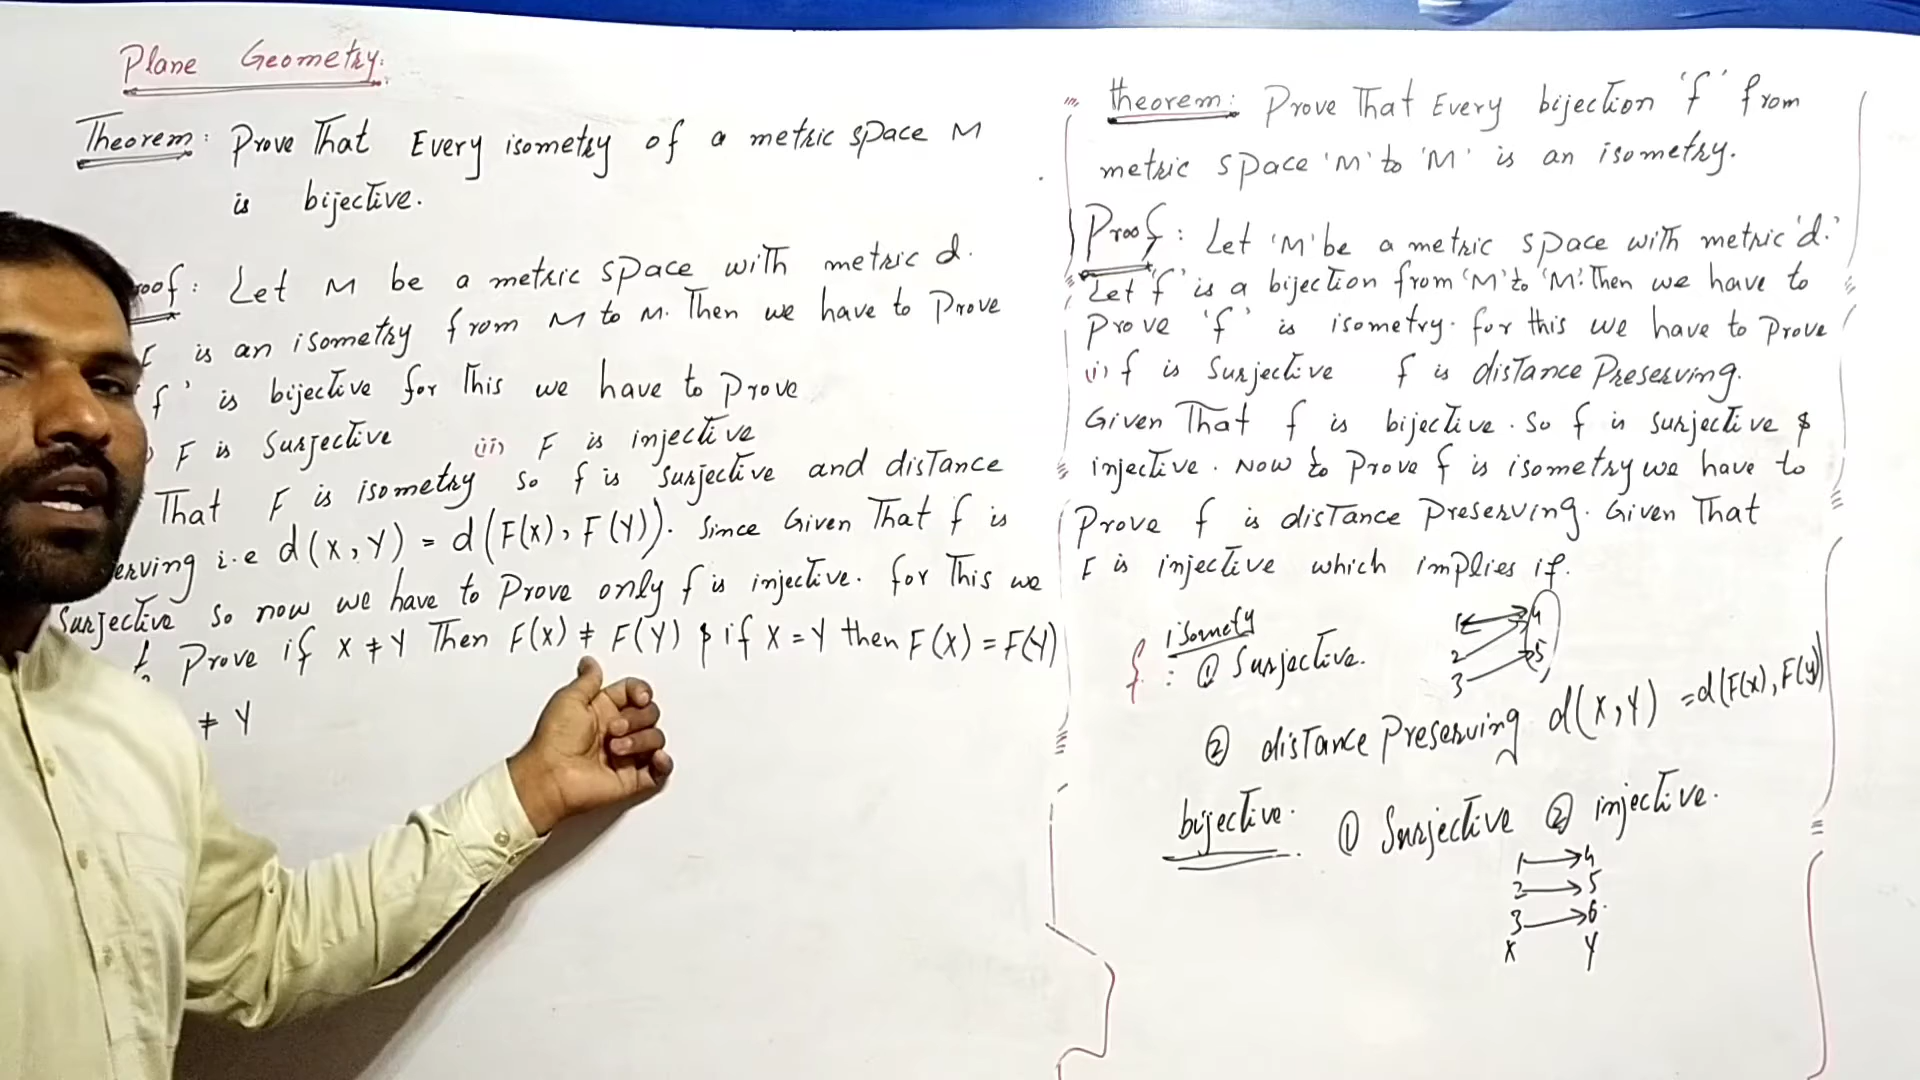 Plane Geometry:
Theorem: Prove That Every isometry of a metric space M
is bijective.
oof: Let M be a metric space with metric d.
is an isometry from M to M. Then we have to Prove
f' is bijective for This we have to Prove
F is Surjective (ii) F is injective
That F is isometry so f is surjective and distance
erving i.e d(X,Y) = d(F(x), F(Y)). Since Given That f is
Surjective so now we have to Prove only f is injective. for This we
Prove if X ≠ Y Then F(x) ≠ F(Y) & if X = Y then F(X) = F(Y)
≠ Y
theorem: Prove That Every bijection 'f' from
metric space 'M' to 'M' is an isometry.
Proof: Let 'M' be a metric space with metric 'd'.
Let 'f' is a bijection from 'M' to 'M'. Then we have to
Prove 'f' is isometry. for this we have to Prove
(i) f is Surjective f is distance Preserving.
Given That f is bijective. So f is surjective &
injective. Now to Prove f is isometry we have to
Prove f is distance Preserving. Given That
F is injective which implies if.
isomety
f : ① Surjective.
1 4
2 5
3
② distance Preserving d(X,Y) = d(F(x), F(y))
bijective. ① Surjective ② injective.
1 4
2 5
3 6
X Y